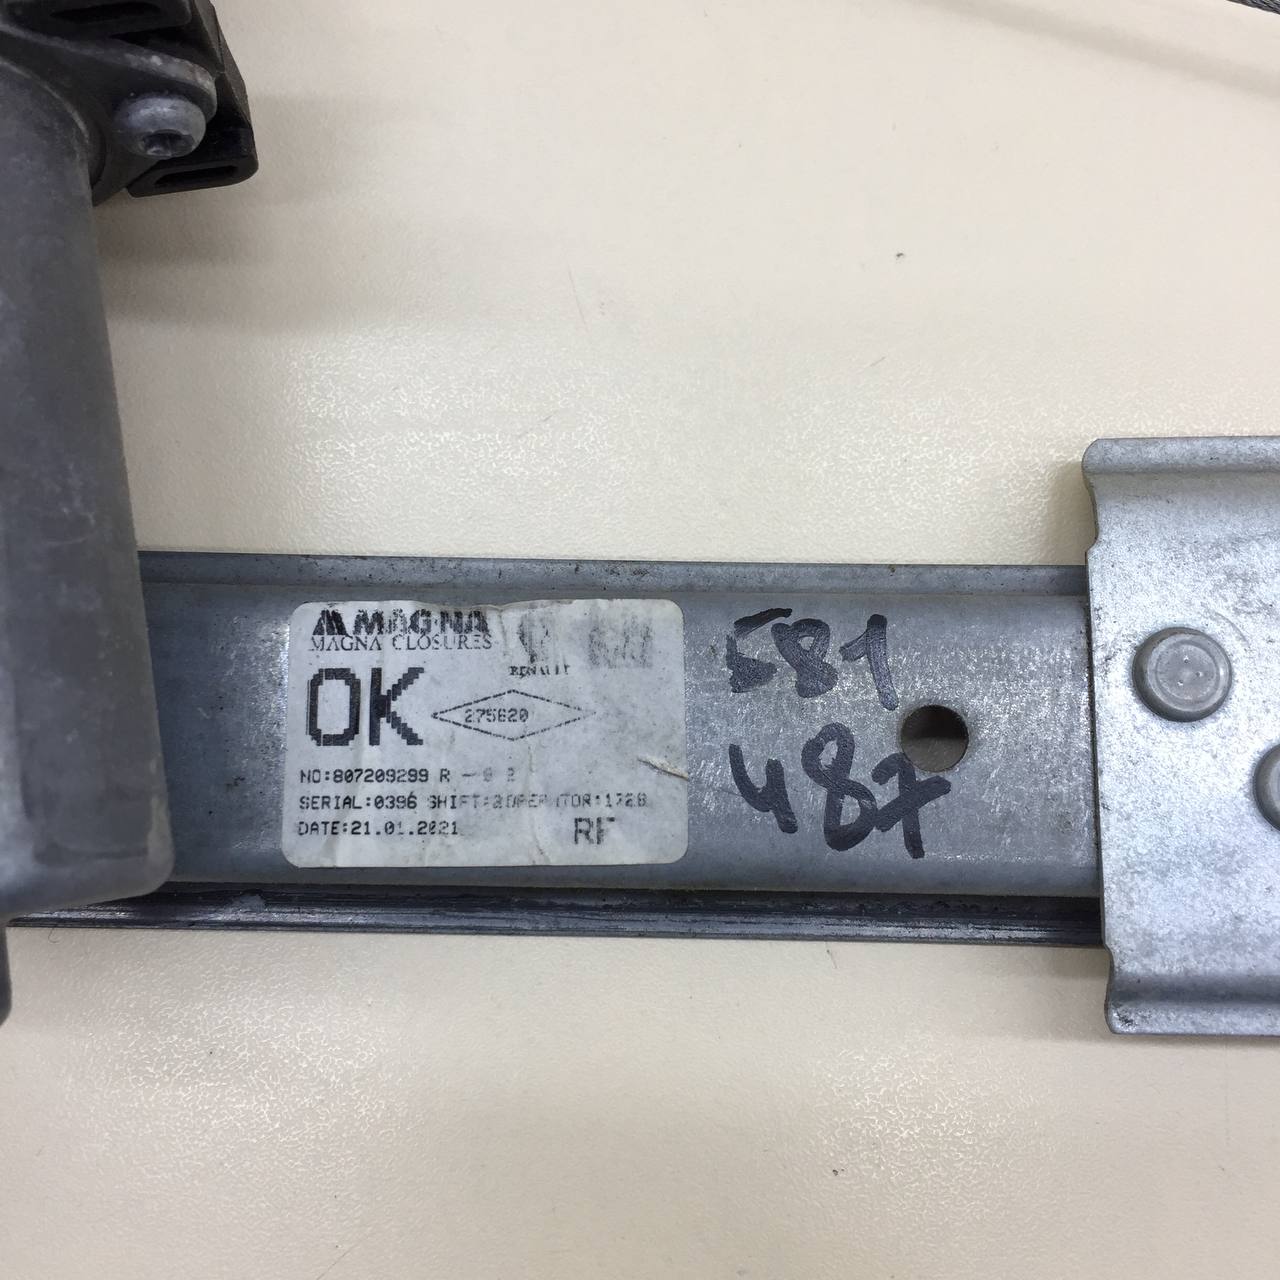 MAGNA
MAGNA CLOSURES
RENAULT
OK
275620
NO:807209299 R
SERIAL:0396 SHIFT:2 OPERATOR:1728
DATE:21.01.2021
RF
581
487